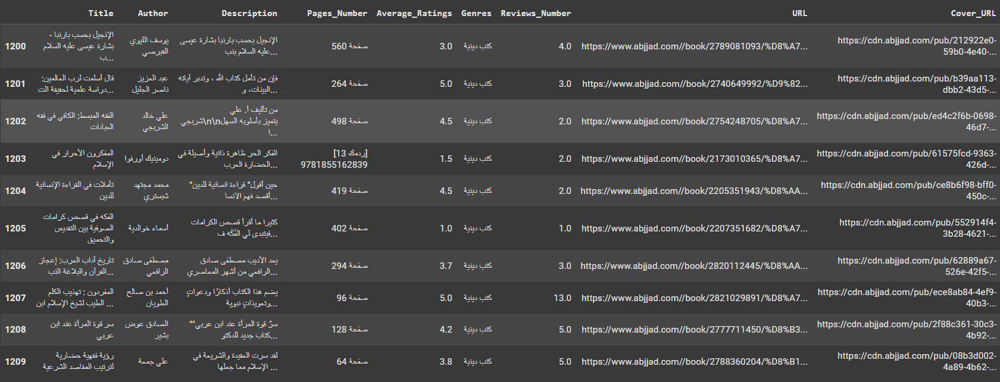 Title Author Description Pages_Number Average_Ratings Genres Reviews_Number URL Cover_URL
1200 الإنجيل بحسب بارنبا - بشارة عيسى عليه السلام ب... يوسف الليوي القبرصي الإنجيل بحسب بارنبا بشارة عيسى عليه السلام بنب... 560 صفحة 3.0 كتب دينية 4.0 https://www.abjjad.com//book/2789081093/%D8%A7... https://cdn.abjjad.com/pub/212922e0-59b0-4e40-...
1201 قال أسلمت لرب العالمين: دراسة علمية لحقيقة الت... عبد العزيز ناصر الجليل فإن من تأمل كتاب الله ، وتدبر آياته البينات، و... 264 صفحة 5.0 كتب دينية 3.0 https://www.abjjad.com//book/2740649992/%D9%82... https://cdn.abjjad.com/pub/b39aa113-dbb2-43d5-...
1202 الفقه المبسط: الكافي في فقه العبادات علي خالد الشربجي من تأليف أ. علي شربجي\n\nيتميز بأسلوبه السهل ا... 498 صفحة 4.5 كتب دينية 2.0 https://www.abjjad.com//book/2754248705/%D8%A7... https://cdn.abjjad.com/pub/ed4c2f6b-0698-46d7-...
1203 المفكرون الأحرار في الإسلام دومينيك أورفوا الفكر الحر ظاهرة ذاتية وأصيلة في الحضارة العرب... [ردمك 13] 9781855162839 1.5 كتب دينية 2.0 https://www.abjjad.com//book/2173010365/%D8%A7... https://cdn.abjjad.com/pub/61575fcd-9363-426d-...
1204 تأملات في القراءة الإنسانية للدين محمد مجتهد شبستري "حين أقول" قراءة انسانية للدين أقصد فهم الانسا... 419 صفحة 4.5 كتب دينية 2.0 https://www.abjjad.com//book/2205351943/%D8%AA... https://cdn.abjjad.com/pub/ce8b6f98-bff0-450c-...
1205 الفكه في قصص كرامات الصوفية بين التقديس والتحميق أسماء خوالدية كثيرا ما أقرأ قصص الكرامات فيتبدى لي الفكه ف... 402 صفحة 1.0 كتب دينية 1.0 https://www.abjjad.com//book/2207351682/%D8%A7... https://cdn.abjjad.com/pub/552914f4-3b28-4621-...
1206 تاريخ آداب العرب: إعجاز القرآن والبلاغة النب... مصطفى صادق الرافعي يعد الأديب مصطفى صادق الرافعي من أشهر المعاصري... 294 صفحة 3.7 كتب دينية 3.0 https://www.abjjad.com//book/2820112445/%D8%AA... https://cdn.abjjad.com/pub/62889a67-526e-42f5-...
1207 المفردون : تهذيب الكلم الطيب لشيخ الإسلام ابن ... أحمد بن صالح الطويان يضم هذا الكتاب أذكارًا ودعواتٍ وتعويذاتٍ نبوية... 96 صفحة 5.0 كتب دينية 13.0 https://www.abjjad.com//book/2821029891/%D8%A7... https://cdn.abjjad.com/pub/ece8ab84-4ef9-40b3-...
1208 سر قوة المرأة عند ابن عربي الصادق عوض بشير ""سرّ قوة المرأة عند ابن عربي كتاب جديد للدكتو... 128 صفحة 4.2 كتب دينية 5.0 https://www.abjjad.com//book/2777711450/%D8%B3... https://cdn.abjjad.com/pub/2f88c361-30c3-4b92-...
1209 رؤية فقهية حضارية لترتيب المقاصد الشرعية علي جمعة لقد سرت العقيدة والشريعة في الإسلام مما جعلها ... 64 صفحة 3.8 كتب دينية 5.0 https://www.abjjad.com//book/2788360204/%D8%B1... https://cdn.abjjad.com/pub/08b3d002-4a89-4b62-...